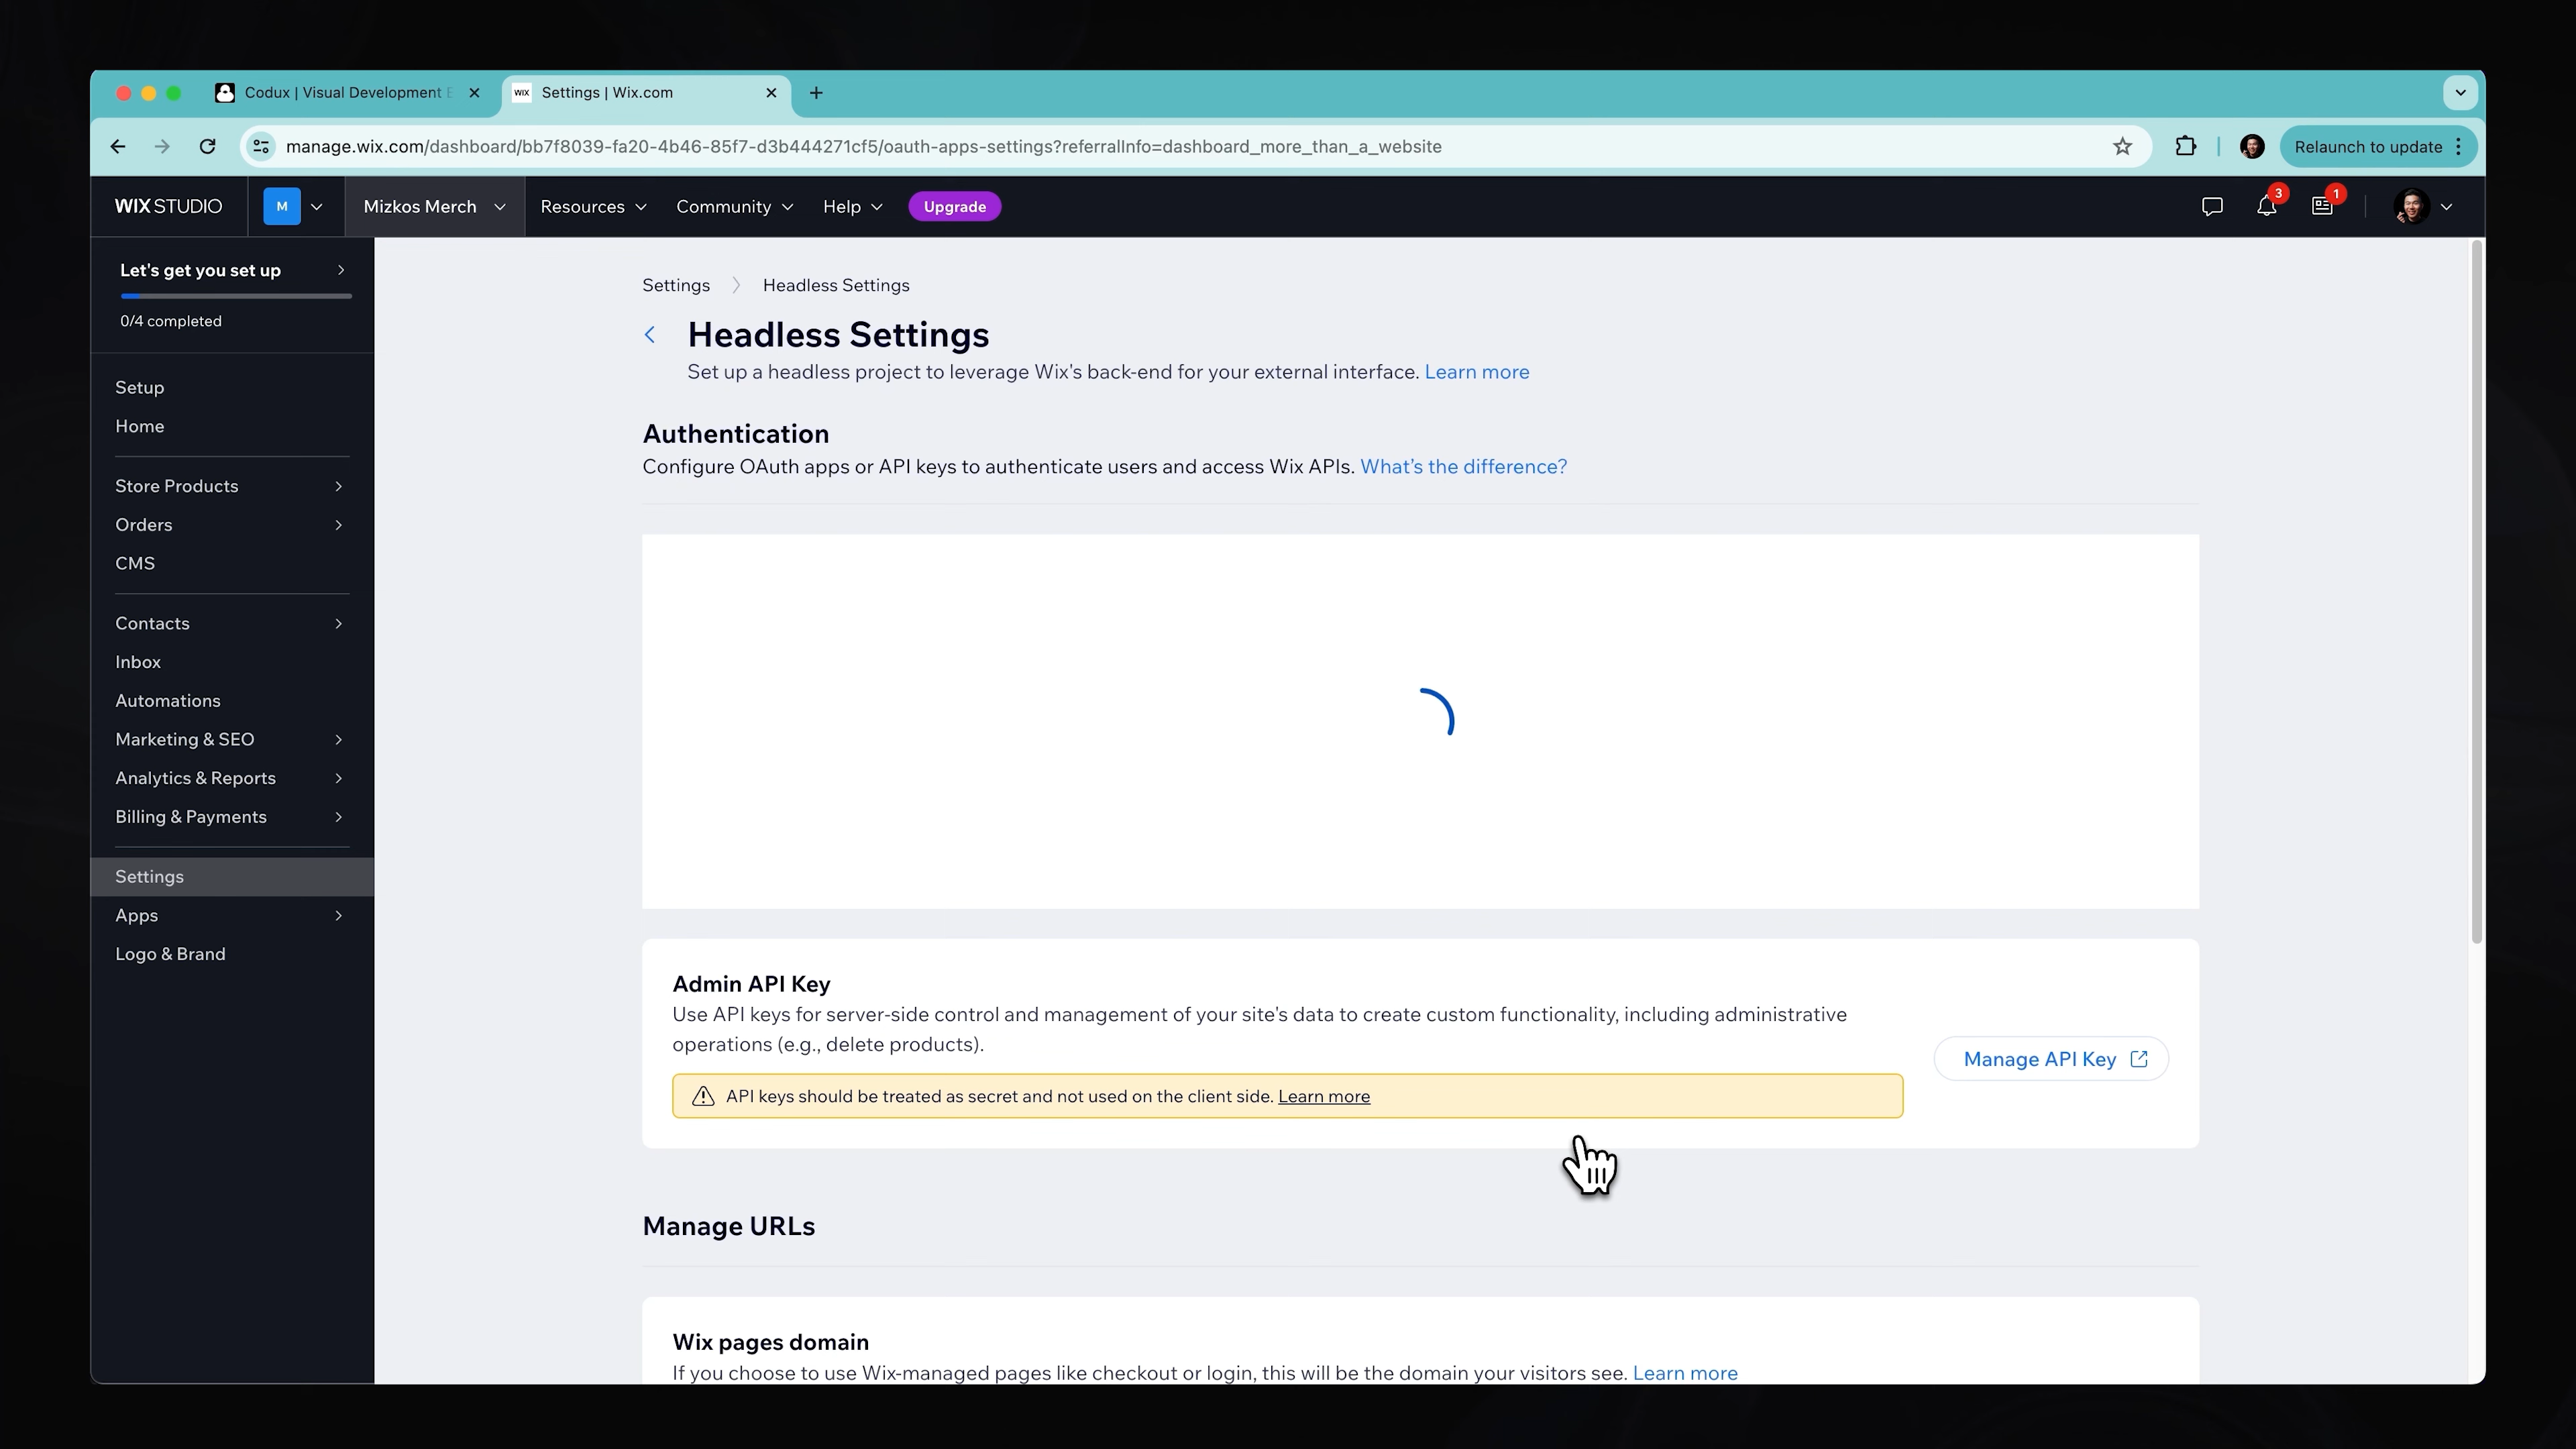 Codux | Visual Development E
WIX
Settings | Wix.com
manage.wix.com/dashboard/bb7f8039-fa20-4b46-85f7-d3b444271cf5/oauth-apps-settings?referralInfo=dashboard_more_than_a_website
Relaunch to update
WIX STUDIO
M
Mizkos Merch
Resources
Community
Help
Upgrade
3
1
Let's get you set up
0/4 completed
Setup
Home
Store Products
Orders
CMS
Contacts
Inbox
Automations
Marketing & SEO
Analytics & Reports
Billing & Payments
Settings
Apps
Logo & Brand
Settings
Headless Settings
Headless Settings
Set up a headless project to leverage Wix's back-end for your external interface. Learn more
Authentication
Configure OAuth apps or API keys to authenticate users and access Wix APIs. What's the difference?
Admin API Key
Use API keys for server-side control and management of your site's data to create custom functionality, including administrative
operations (e.g., delete products).
API keys should be treated as secret and not used on the client side. Learn more
Manage API Key
Manage URLs
Wix pages domain
If you choose to use Wix-managed pages like checkout or login, this will be the domain your visitors see. Learn more